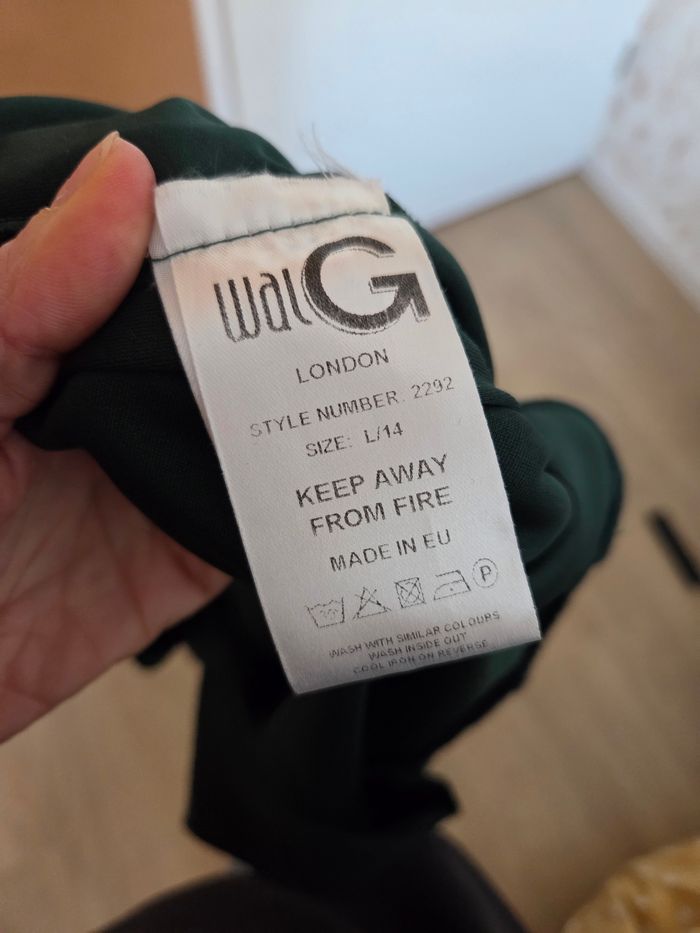 WalG
LONDON
STYLE NUMBER: 2292
SIZE: L/14
KEEP AWAY
FROM FIRE
MADE IN EU
30° P
WASH WITH SIMILAR COLOURS
WASH INSIDE OUT
COOL IRON ON REVERSE